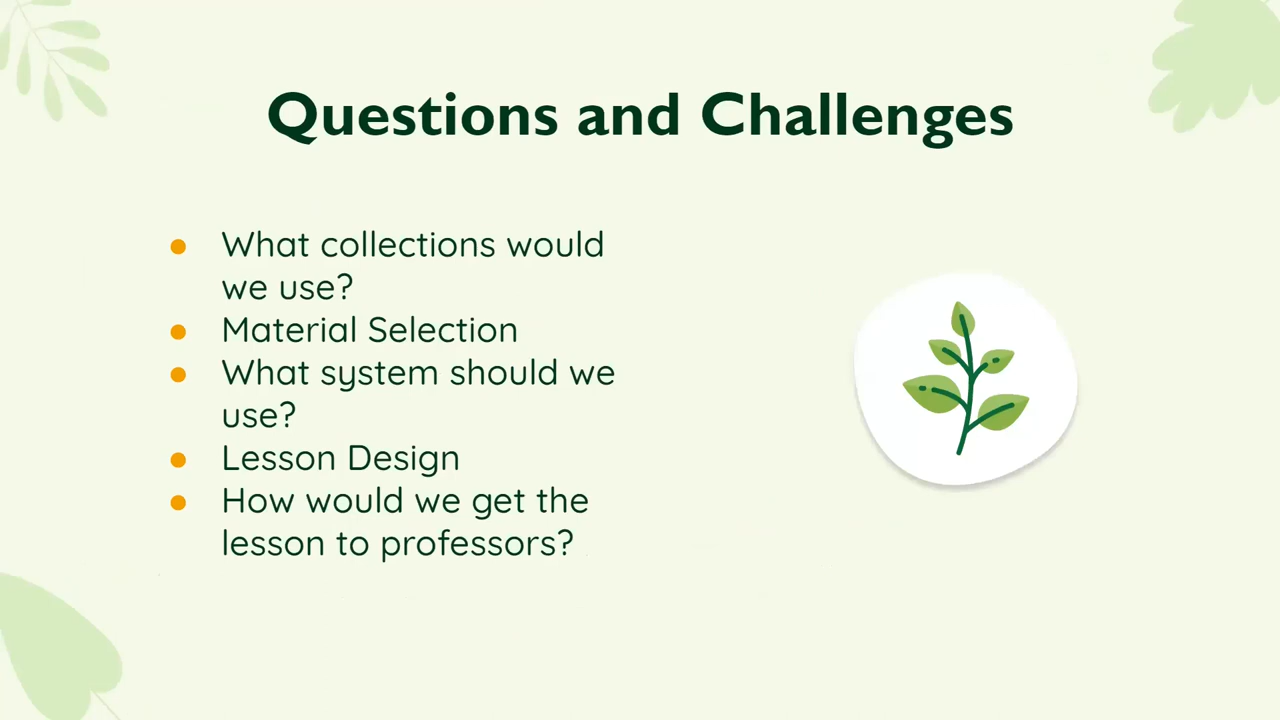 Questions and Challenges
What collections would
we use?
Material Selection
What system should we
use?
Lesson Design
How would we get the
lesson to professors?